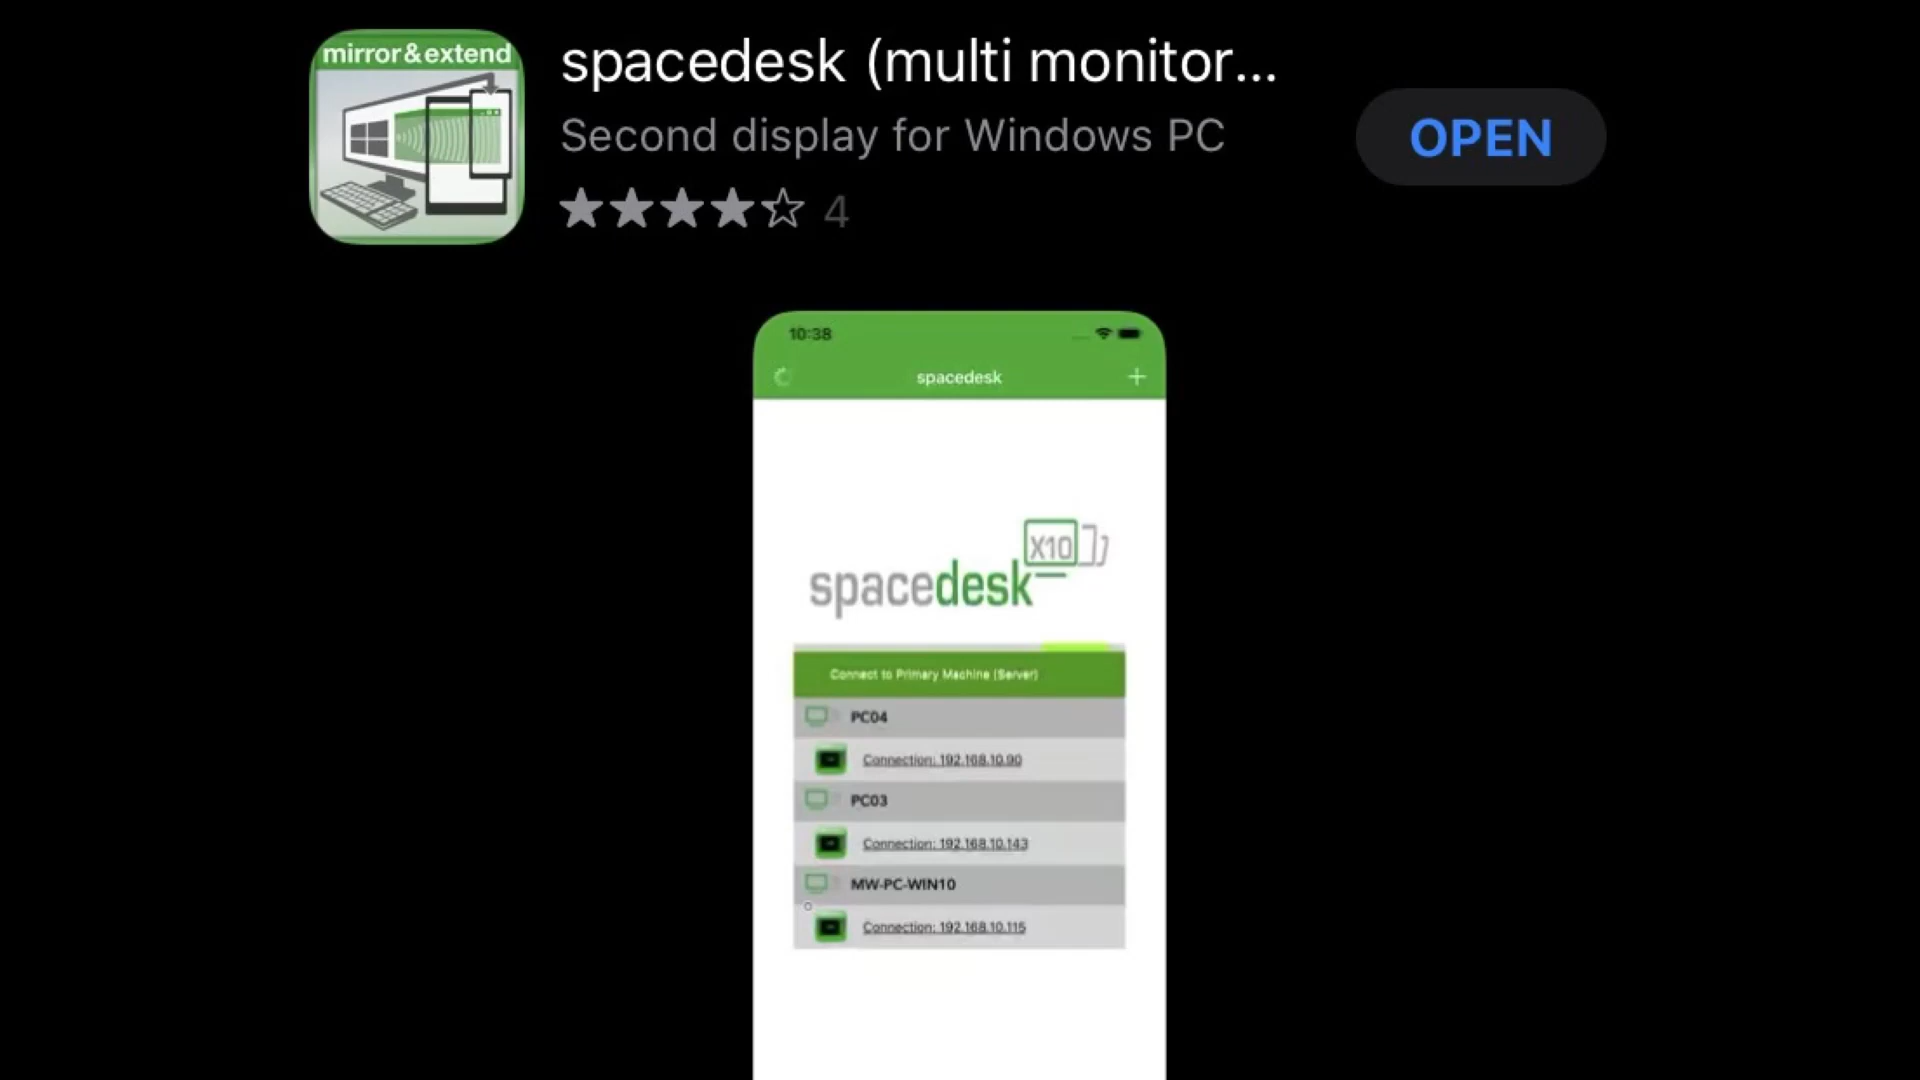 mirror&extend
spacedesk (multi monitor...
Second display for Windows PC
4
OPEN
10:38
spacedesk
X10
spacedesk
Connect to Primary Machine (Server)
PC04
Connection: 192.168.10.90
PC03
Connection: 192.168.10.143
MW-PC-WIN10
Connection: 192.168.10.115